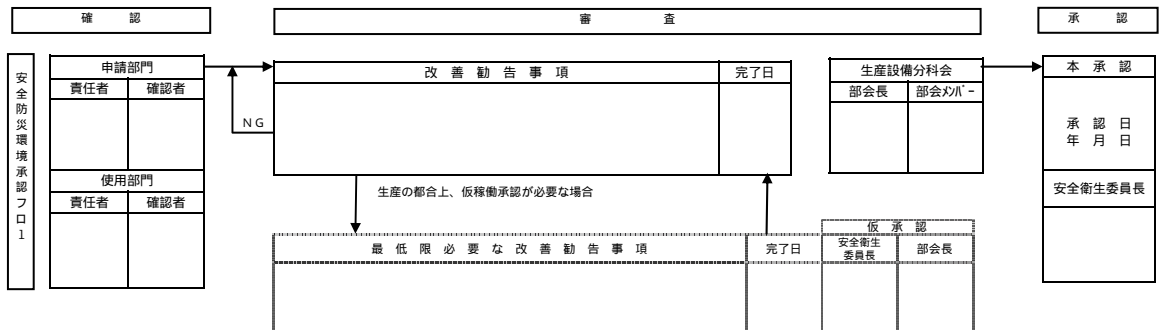 確 認
審 査
承 認
安全防災環境承認フロー1
申請部門
責任者 確認者
使用部門
責任者 確認者
NG
改 善 勧 告 事 項 完了日
生産の都合上、仮稼働承認が必要な場合
最 低 限 必 要 な 改 善 勧 告 事 項 完了日
仮 承 認
安全衛生
委員長
部会長
生産設備分科会
部会長 部会メンバー
本 承 認
承 認 日
年 月 日
安全衛生委員長